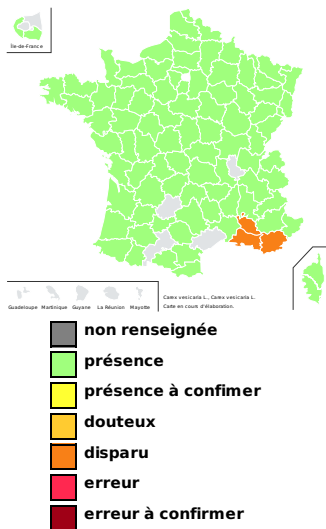 Île-de-France
Guadeloupe Martinique Guyane La Réunion Mayotte
Carex vesicaria L., Carex vesicaria L.
Carte en cours d'élaboration.
non renseignée
présence
présence à confimer
douteux
disparu
erreur
erreur à confirmer